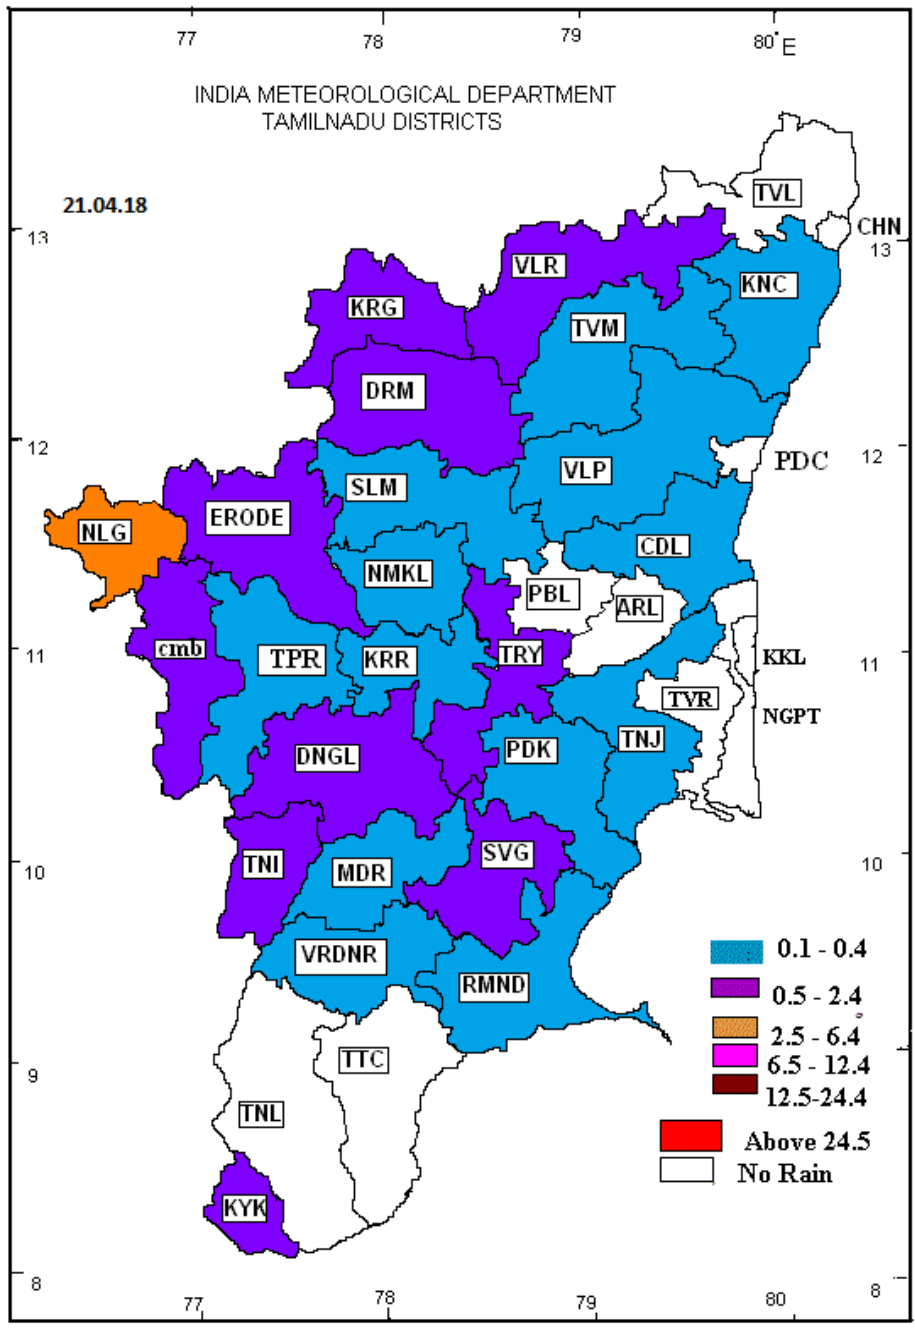 77 78 79 80° E
INDIA METEOROLOGICAL DEPARTMENT
TAMILNADU DISTRICTS
21.04.18
TVL
CHN
13
13
VLR
KNC
KRG
TVM
DRM
12
12
PDC
VLP
SLM
ERODE
NLG
CDL
NMKL
PBL
ARL
cmb
TPR
KRR
TRY
11
11
KKL
TVR
NGPT
TNJ
PDK
DNGL
SVG
TNI
MDR
10
10
VRDNR
RMND
0.1 - 0.4
0.5 - 2.4
2.5 - 6.4
6.5 - 12.4
12.5-24.4
Above 24.5
No Rain
TTC
9
9
TNL
KYK
8
8
77 78 79 80